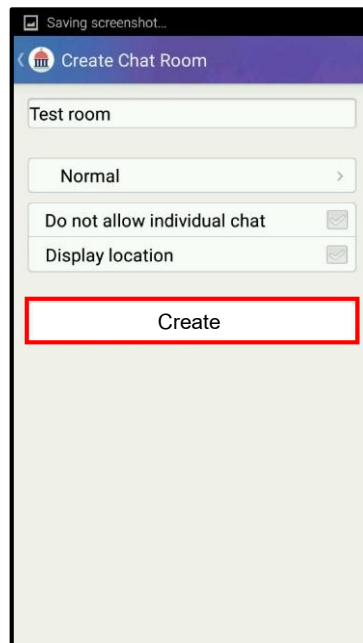 Saving screenshot...
Create Chat Room
Test room
Normal
Do not allow individual chat
Display location
Create